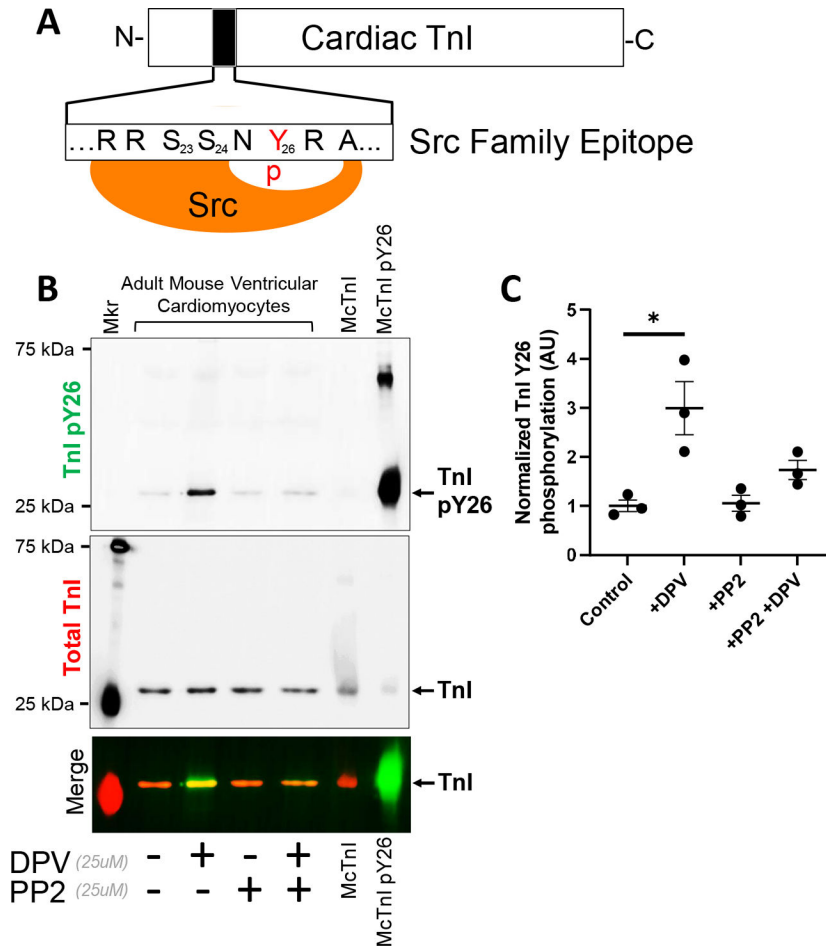 A
N-
Cardiac TnI
-C
...R R S23 S24 N Y26 R A...
Src Family Epitope
p
Src
B
Mkr
Adult Mouse Ventricular
Cardiomyocytes
McTnI
McTnI pY26
75 kDa
TnI pY26
25 kDa
TnI
pY26
75 kDa
Total TnI
25 kDa
TnI
Merge
TnI
DPV (25uM) - + - +
PP2 (25uM) - - + +
McTnI
McTnI pY26
C
Normalized TnI Y26
phosphorylation (AU)
5
4
3
2
1
0
*
Control
+DPV
+PP2
+PP2 +DPV